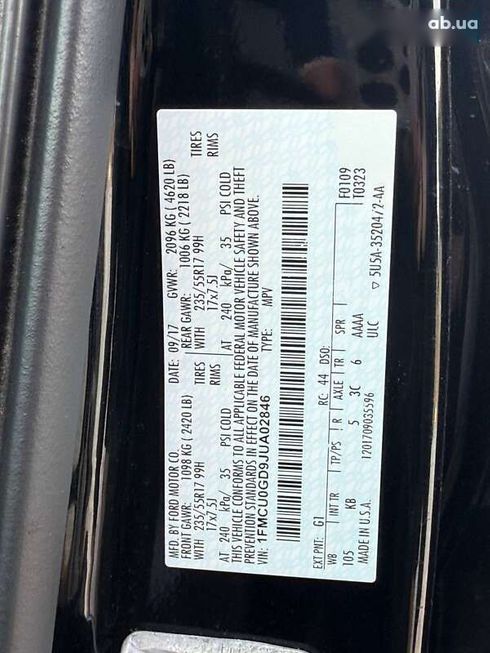 ab.ua
MFD. BY FORD MOTOR CO. DATE: 09/17 GVWR: 2096 KG ( 4620 LB)
FRONT GAWR: 1098 KG ( 2420 LB) REAR GAWR: 1006 KG ( 2218 LB)
235/55R17 99H TIRES WITH 235/55R17 99H TIRES
17x7.5J RIMS 17x7.5J RIMS
AT 240 kPa/ 35 PSI COLD AT 240 kPa/ 35 PSI COLD
THIS VEHICLE CONFORMS TO ALL APPLICABLE FEDERAL MOTOR VEHICLE SAFETY AND THEFT
PREVENTION STANDARDS IN EFFECT ON THE DATE OF MANUFACTURE SHOWN ABOVE.
VIN: 1FMCU0GD9JUA02846 TYPE: MPV
EXT PNT: G1 RC: 44 DSO: F0109
WB INT TR TP/PS R AXLE TR SPR T0323
105 KB 5 3C 6 AAAA
MADE IN U.S.A. ULC
1201709035596 ▽ 5U5A-3520472-AA